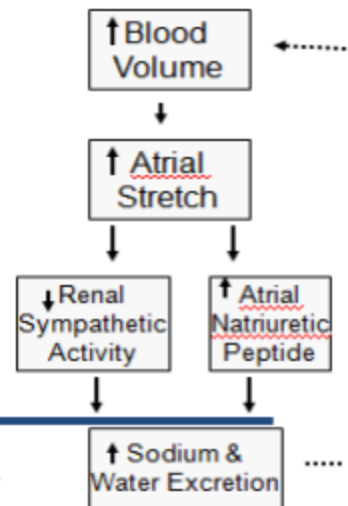 ↑Blood
Volume
↑ Atrial
Stretch
↓Renal
Sympathetic
Activity
↑ Atrial
Natriuretic
Peptide
↑ Sodium &
Water Excretion